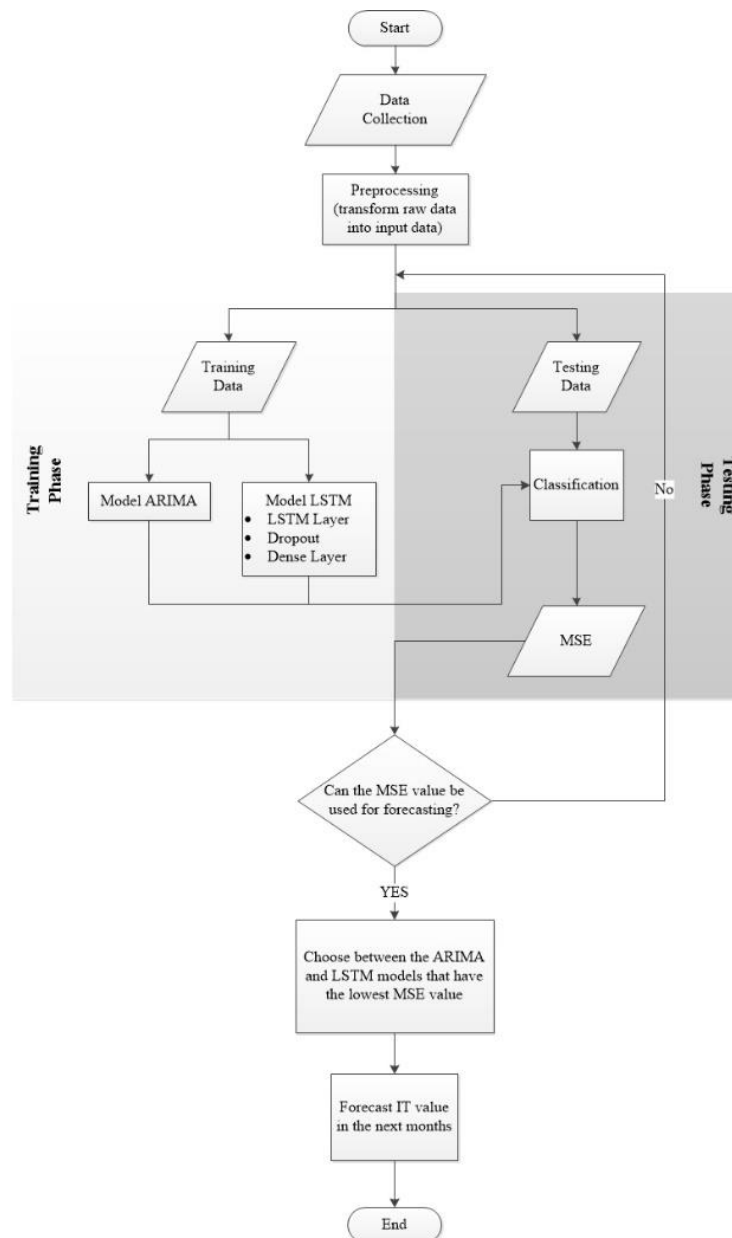 Start
Data
Collection
Preprocessing
(transform raw data
into input data)
Training
Data
Testing
Data
Training
Phase
Testing
Phase
Model ARIMA
Model LSTM
• LSTM Layer
• Dropout
• Dense Layer
Classification
No
MSE
Can the MSE value be
used for forecasting?
YES
Choose between the ARIMA
and LSTM models that have
the lowest MSE value
Forecast IT value
in the next months
End